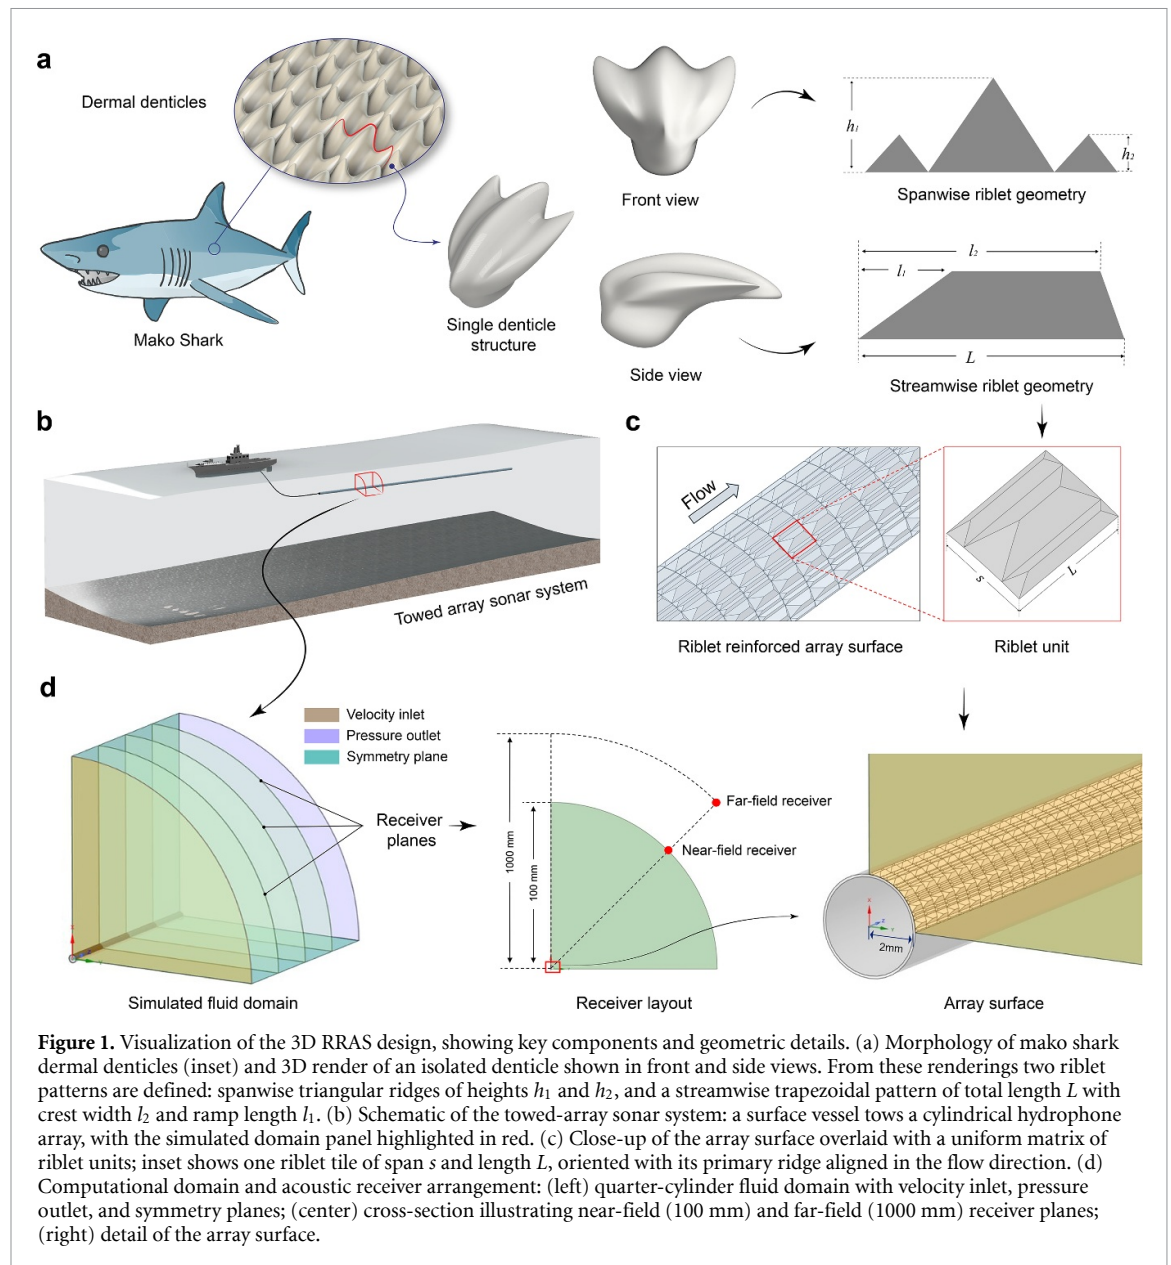 a
Dermal denticles
Mako Shark
Single denticle
structure
Front view
h1
h2
Spanwise riblet geometry
Side view
l2
l1
L
Streamwise riblet geometry
b
Towed array sonar system
c
Flow
Riblet reinforced array surface
s
L
Riblet unit
d
Velocity inlet
Pressure outlet
Symmetry plane
Receiver
planes
X
Y
Simulated fluid domain
1000 mm
100 mm
Far-field receiver
Near-field receiver
Receiver layout
X
Z
Y
2mm
Array surface
Figure 1. Visualization of the 3D RRAS design, showing key components and geometric details. (a) Morphology of mako shark
dermal denticles (inset) and 3D render of an isolated denticle shown in front and side views. From these renderings two riblet
patterns are defined: spanwise triangular ridges of heights h1 and h2, and a streamwise trapezoidal pattern of total length L with
crest width l2 and ramp length l1. (b) Schematic of the towed-array sonar system: a surface vessel tows a cylindrical hydrophone
array, with the simulated domain panel highlighted in red. (c) Close-up of the array surface overlaid with a uniform matrix of
riblet units; inset shows one riblet tile of span s and length L, oriented with its primary ridge aligned in the flow direction. (d)
Computational domain and acoustic receiver arrangement: (left) quarter-cylinder fluid domain with velocity inlet, pressure
outlet, and symmetry planes; (center) cross-section illustrating near-field (100 mm) and far-field (1000 mm) receiver planes;
(right) detail of the array surface.